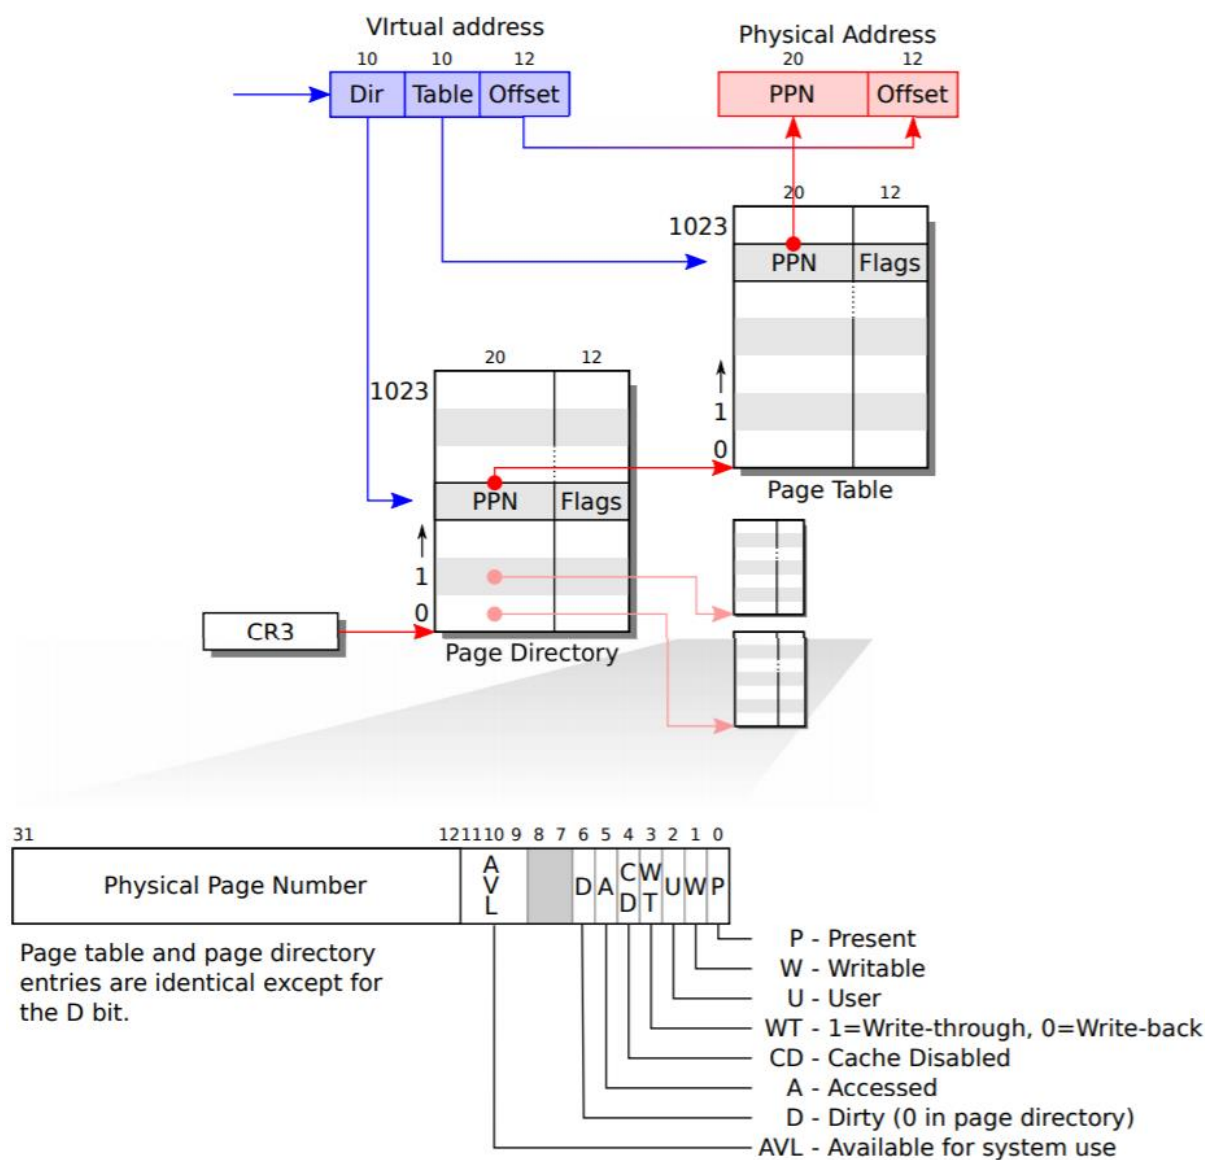 VIrtual address
10 10 12
Dir Table Offset
Physical Address
20 12
PPN Offset
20 12
1023
PPN Flags
1
0
Page Table
20 12
1023
PPN Flags
1
0
CR3
Page Directory
31 12 11 10 9 8 7 6 5 4 3 2 1 0
Physical Page Number AVL D A CD WT U W P
Page table and page directory
entries are identical except for
the D bit.
P - Present
W - Writable
U - User
WT - 1=Write-through, 0=Write-back
CD - Cache Disabled
A - Accessed
D - Dirty (0 in page directory)
AVL - Available for system use